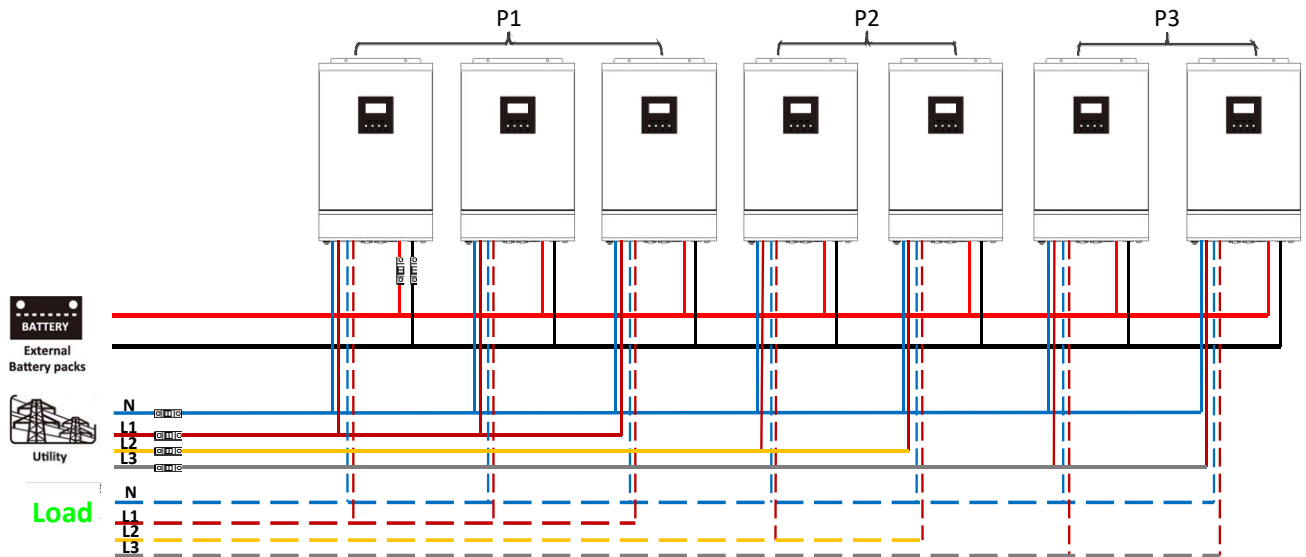 P1
P2
P3
BATTERY
External
Battery packs
N
L1
L2
L3
Utility
N
Load
L1
L2
L3